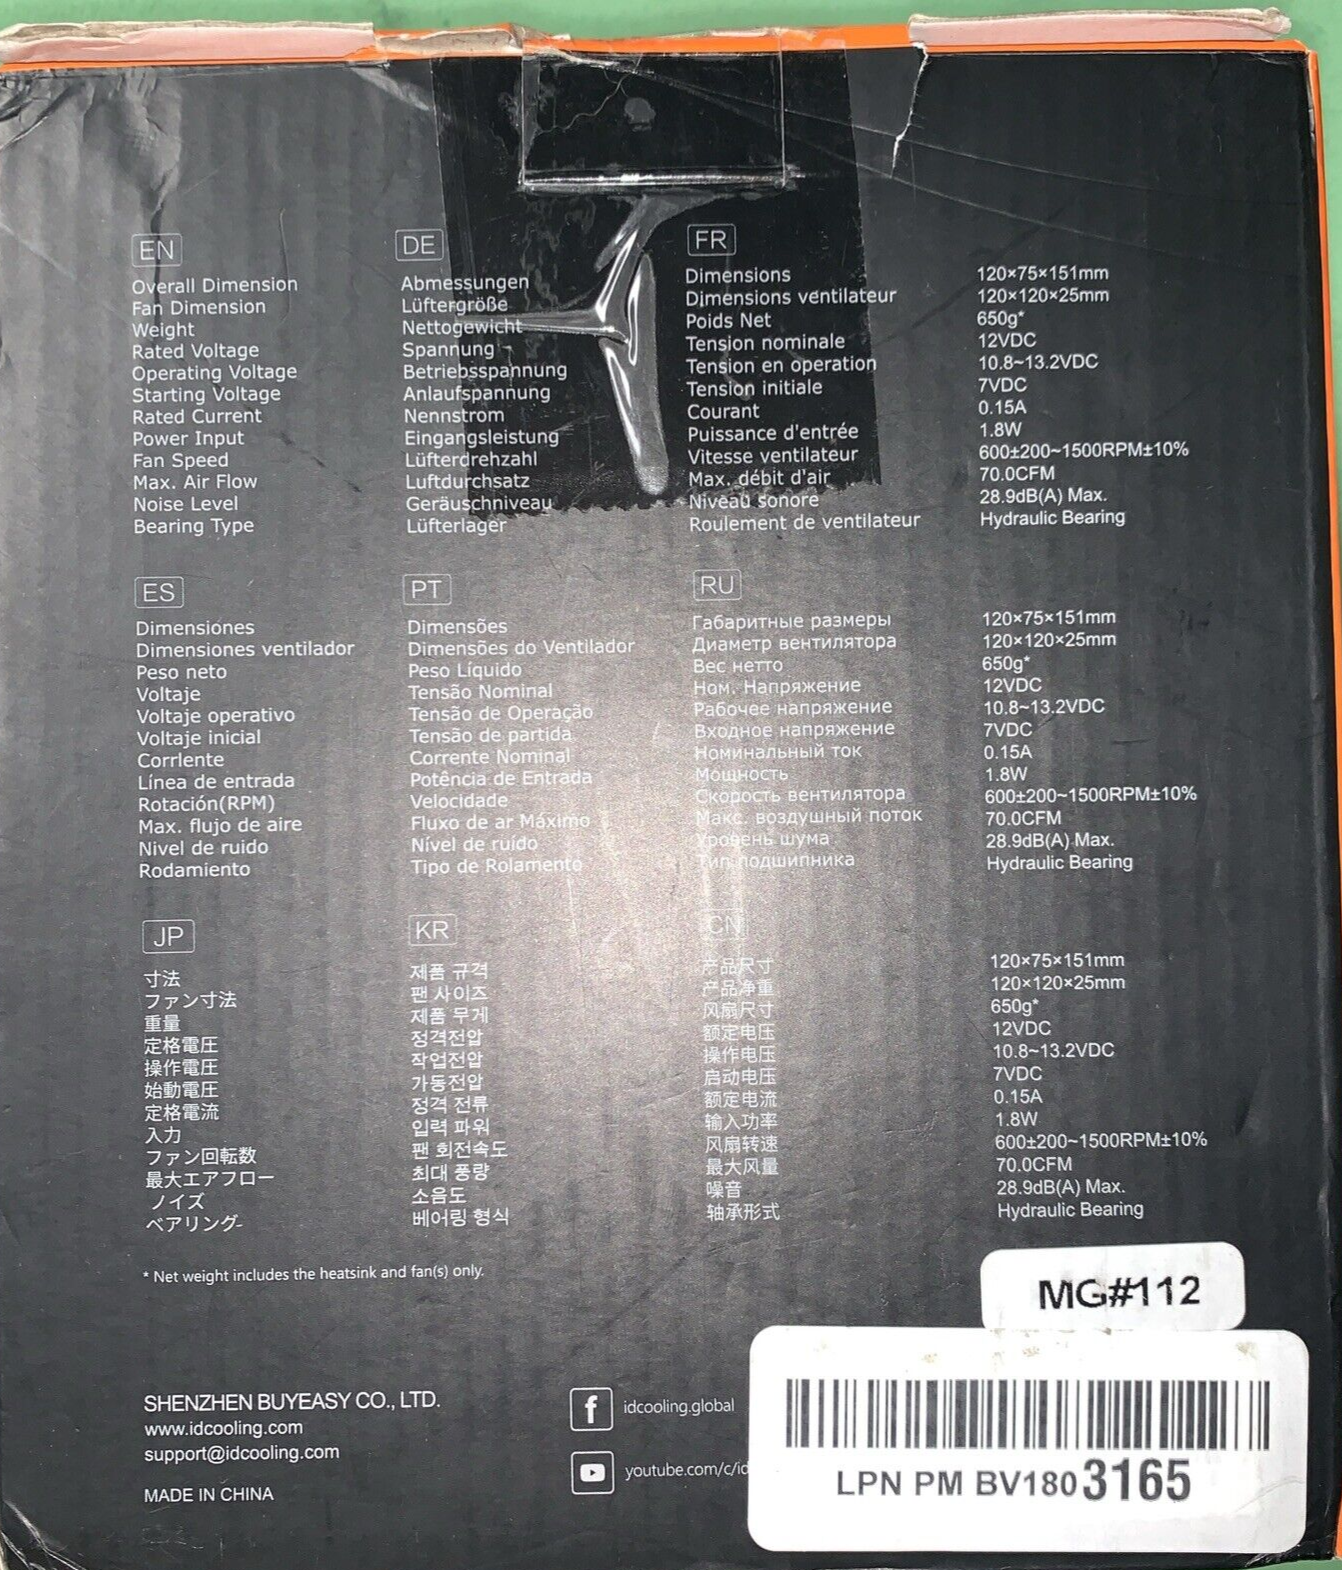 EN
Overall Dimension
Fan Dimension
Weight
Rated Voltage
Operating Voltage
Starting Voltage
Rated Current
Power Input
Fan Speed
Max. Air Flow
Noise Level
Bearing Type
DE
Abmessungen
Lüftergröße
Nettogewicht
Spannung
Betriebsspannung
Anlaufspannung
Nennstrom
Eingangsleistung
Lüfterdrehzahl
Luftdurchsatz
Geräuschniveau
Lüfterlager
FR
Dimensions
Dimensions ventilateur
Poids Net
Tension nominale
Tension en operation
Tension initiale
Courant
Puissance d'entrée
Vitesse ventilateur
Max. débit d'air
Niveau sonore
Roulement de ventilateur
120×75×151mm
120×120×25mm
650g*
12VDC
10.8~13.2VDC
7VDC
0.15A
1.8W
600±200~1500RPM±10%
70.0CFM
28.9dB(A) Max.
Hydraulic Bearing
ES
Dimensiones
Dimensiones ventilador
Peso neto
Voltaje
Voltaje operativo
Voltaje inicial
Corrlente
Línea de entrada
Rotación(RPM)
Max. flujo de aire
Nivel de ruido
Rodamiento
PT
Dimensões
Dimensões do Ventilador
Peso Líquido
Tensão Nominal
Tensão de Operação
Tensão de partida
Corrente Nominal
Potência de Entrada
Velocidade
Fluxo de ar Máximo
Nível de ruído
Tipo de Rolamento
RU
Габаритные размеры
Диаметр вентилятора
Вес нетто
Ном. Напряжение
Рабочее напряжение
Входное напряжение
Номинальный ток
Мощность
Скорость вентилятора
Макс. воздушный поток
Уровень шума
Тип подшипника
120×75×151mm
120×120×25mm
650g*
12VDC
10.8~13.2VDC
7VDC
0.15A
1.8W
600±200~1500RPM±10%
70.0CFM
28.9dB(A) Max.
Hydraulic Bearing
JP
寸法
ファン寸法
重量
定格電圧
操作電圧
始動電圧
定格電流
入力
ファン回転数
最大エアフロー
ノイズ
ベアリング-
KR
제품 규격
팬 사이즈
제품 무게
정격전압
작업전압
가동전압
정격 전류
입력 파워
팬 회전속도
최대 풍량
소음도
베어링 형식
CN
产品尺寸
产品净重
风扇尺寸
额定电压
操作电压
启动电压
额定电流
输入功率
风扇转速
最大风量
噪音
轴承形式
120×75×151mm
120×120×25mm
650g*
12VDC
10.8~13.2VDC
7VDC
0.15A
1.8W
600±200~1500RPM±10%
70.0CFM
28.9dB(A) Max.
Hydraulic Bearing
* Net weight includes the heatsink and fan(s) only.
MG#112
SHENZHEN BUYEASY CO., LTD.
www.idcooling.com
support@idcooling.com
MADE IN CHINA
f idcooling.global
youtube.com/c/id
LPN PM BV1803165